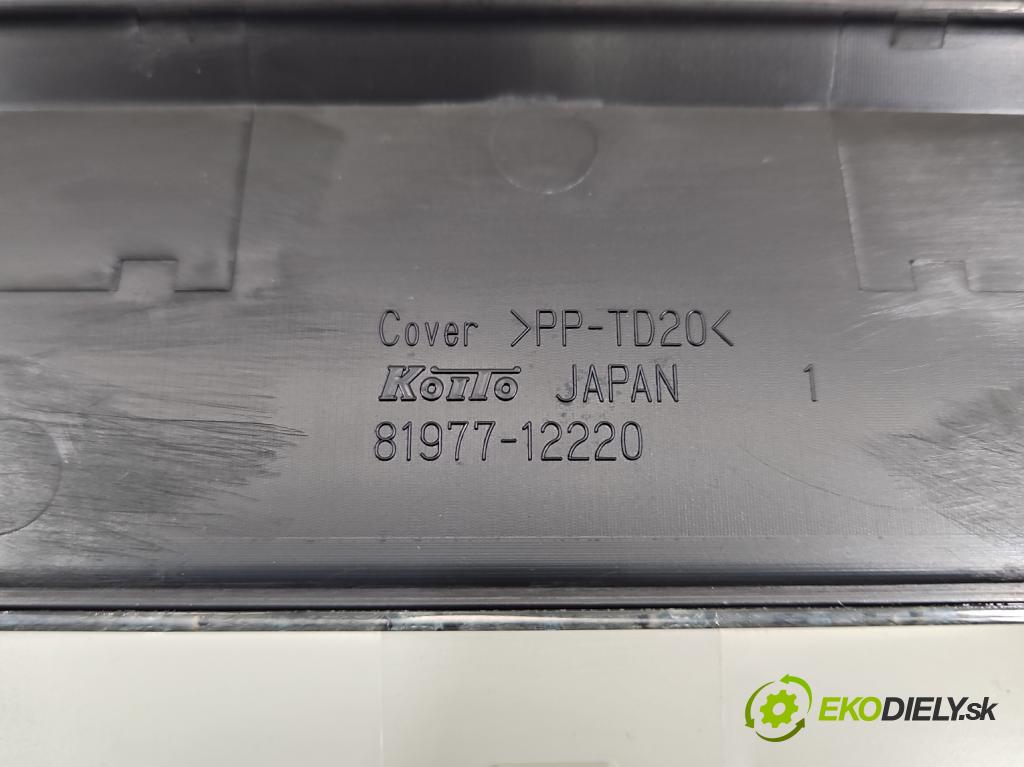 Cover >PP-TD20<
KOITO JAPAN 1
81977-12220
EKODIELY.sk